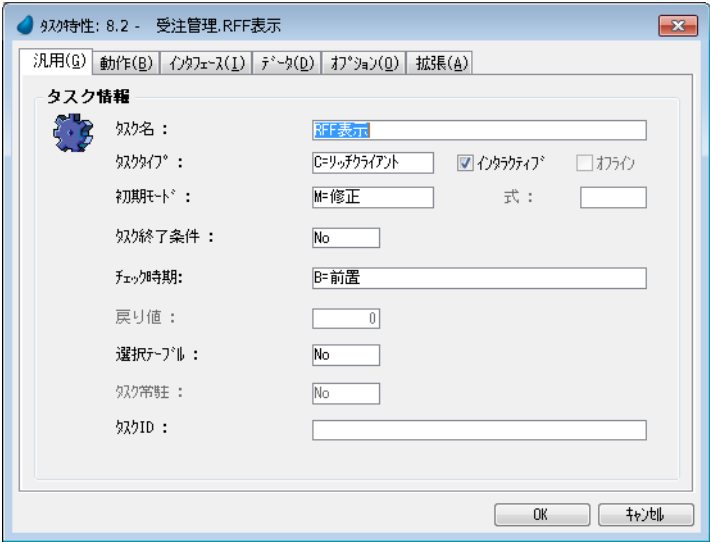 ﾀｽｸ特性: 8.2 - 受注管理.RFF表示
汎用(G) 動作(B) ｲﾝﾀﾌｪｰｽ(I) ﾃﾞｰﾀ(D) ｵﾌﾟｼｮﾝ(O) 拡張(A)
タスク情報
ﾀｽｸ名 : RFF表示
ﾀｽｸﾀｲﾌﾟ : C=ﾘｯﾁｸﾗｲｱﾝﾄ ｲﾝﾀﾗｸﾃｨﾌﾞ ｵﾌﾗｲﾝ
初期ﾓｰﾄﾞ : M=修正 式 :
ﾀｽｸ終了条件 : No
ﾁｪｯｸ時期: B=前置
戻り値 : 0
選択ﾃｰﾌﾞﾙ : No
ﾀｽｸ常駐 : No
ﾀｽｸID :
OK ｷｬﾝｾﾙ